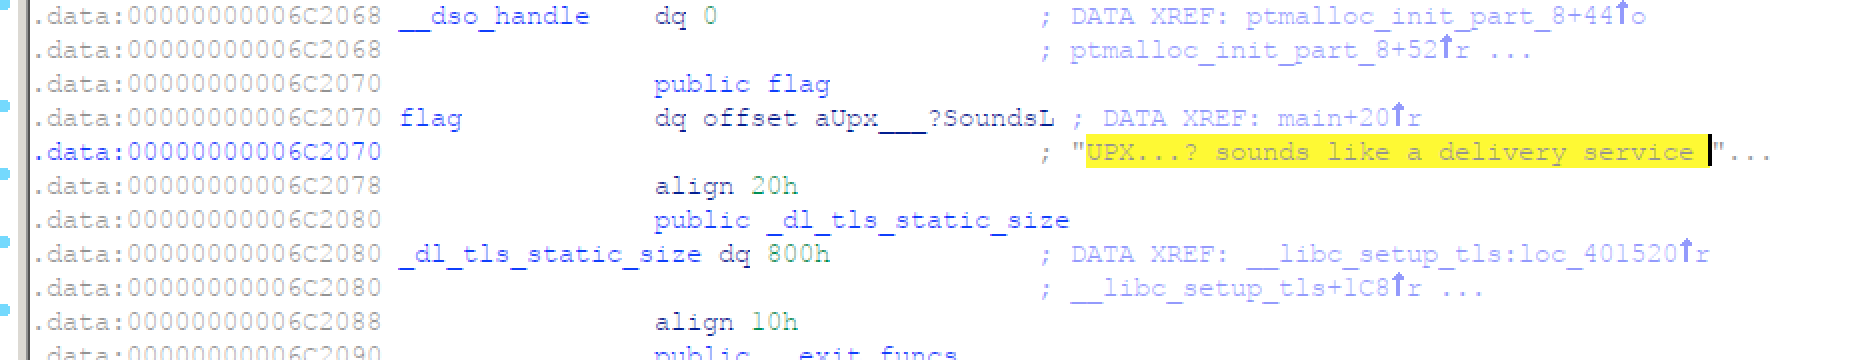 .data:00000000006C2068 __dso_handle dq 0 ; DATA XREF: ptmalloc_init_part_8+44↑o
.data:00000000006C2068 ; ptmalloc_init_part_8+52↑r ...
.data:00000000006C2070 public flag
.data:00000000006C2070 flag dq offset aUpx___?SoundsL ; DATA XREF: main+20↑r
.data:00000000006C2070 ; "UPX...? sounds like a delivery service "...
.data:00000000006C2078 align 20h
.data:00000000006C2080 public _dl_tls_static_size
.data:00000000006C2080 _dl_tls_static_size dq 800h ; DATA XREF: __libc_setup_tls:loc_401520↑r
.data:00000000006C2080 ; __libc_setup_tls+1C8↑r ...
.data:00000000006C2088 align 10h
.data:00000000006C2090 public __exit_funcs